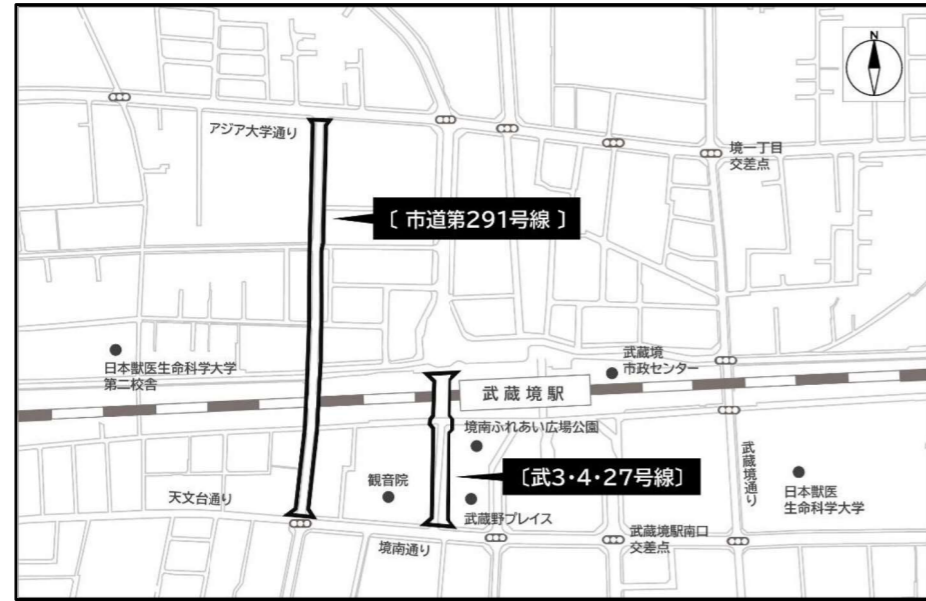 N
アジア大学通り
境一丁目
交差点
〔 市道第291号線 〕
日本獣医生命科学大学
第二校舎
武蔵境
市政センター
武蔵境駅
境南ふれあい広場公園
〔武3・4・27号線〕
観音院
天文台通り
武蔵野プレイス
武蔵境通り
日本獣医
生命科学大学
境南通り
武蔵境駅南口
交差点